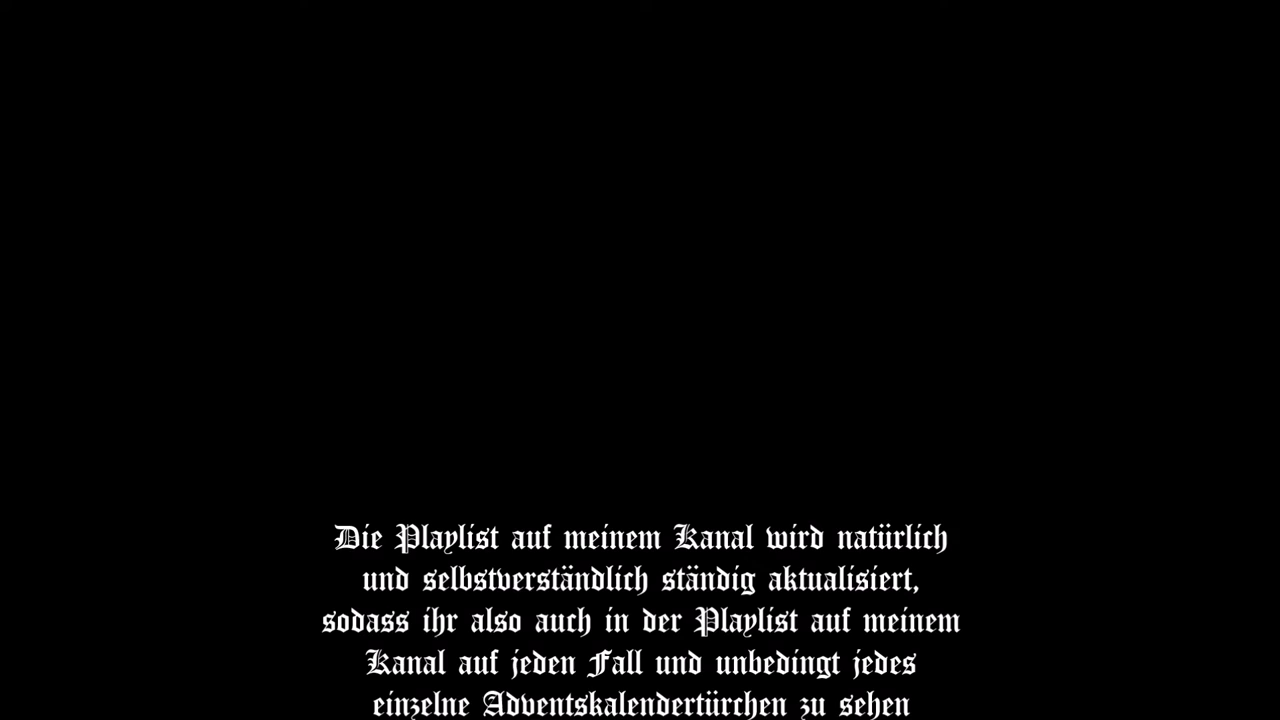 Die Playlist auf meinem Kanal wird natürlich
und selbstverständlich ständig aktualisiert,
sodass ihr also auch in der Playlist auf meinem
Kanal auf jeden Fall und unbedingt jedes
einzelne Adventskalendertürchen zu sehen